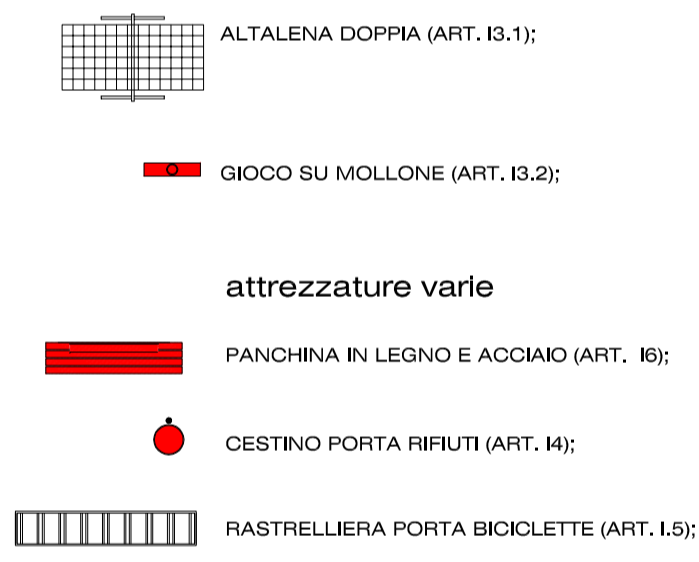 ALTALENA DOPPIA (ART. I3.1);
GIOCO SU MOLLONE (ART. I3.2);
attrezzature varie
PANCHINA IN LEGNO E ACCIAIO (ART. I6);
CESTINO PORTA RIFIUTI (ART. I4);
RASTRELLIERA PORTA BICICLETTE (ART. I.5);